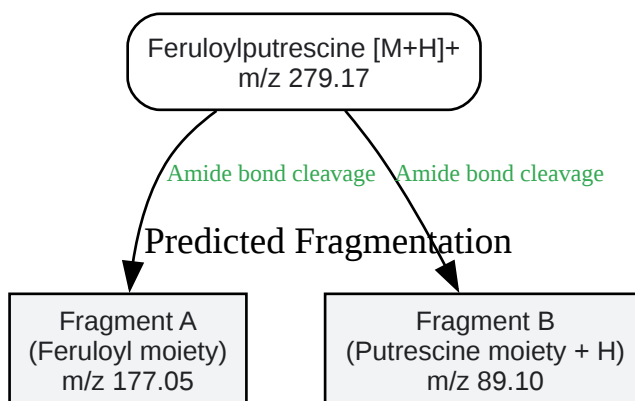 Feruloylputrescine [M+H]+
m/z 279.17
Amide bond cleavage
Amide bond cleavage
Predicted Fragmentation
Fragment A
(Feruloyl moiety)
m/z 177.05
Fragment B
(Putrescine moiety + H)
m/z 89.10